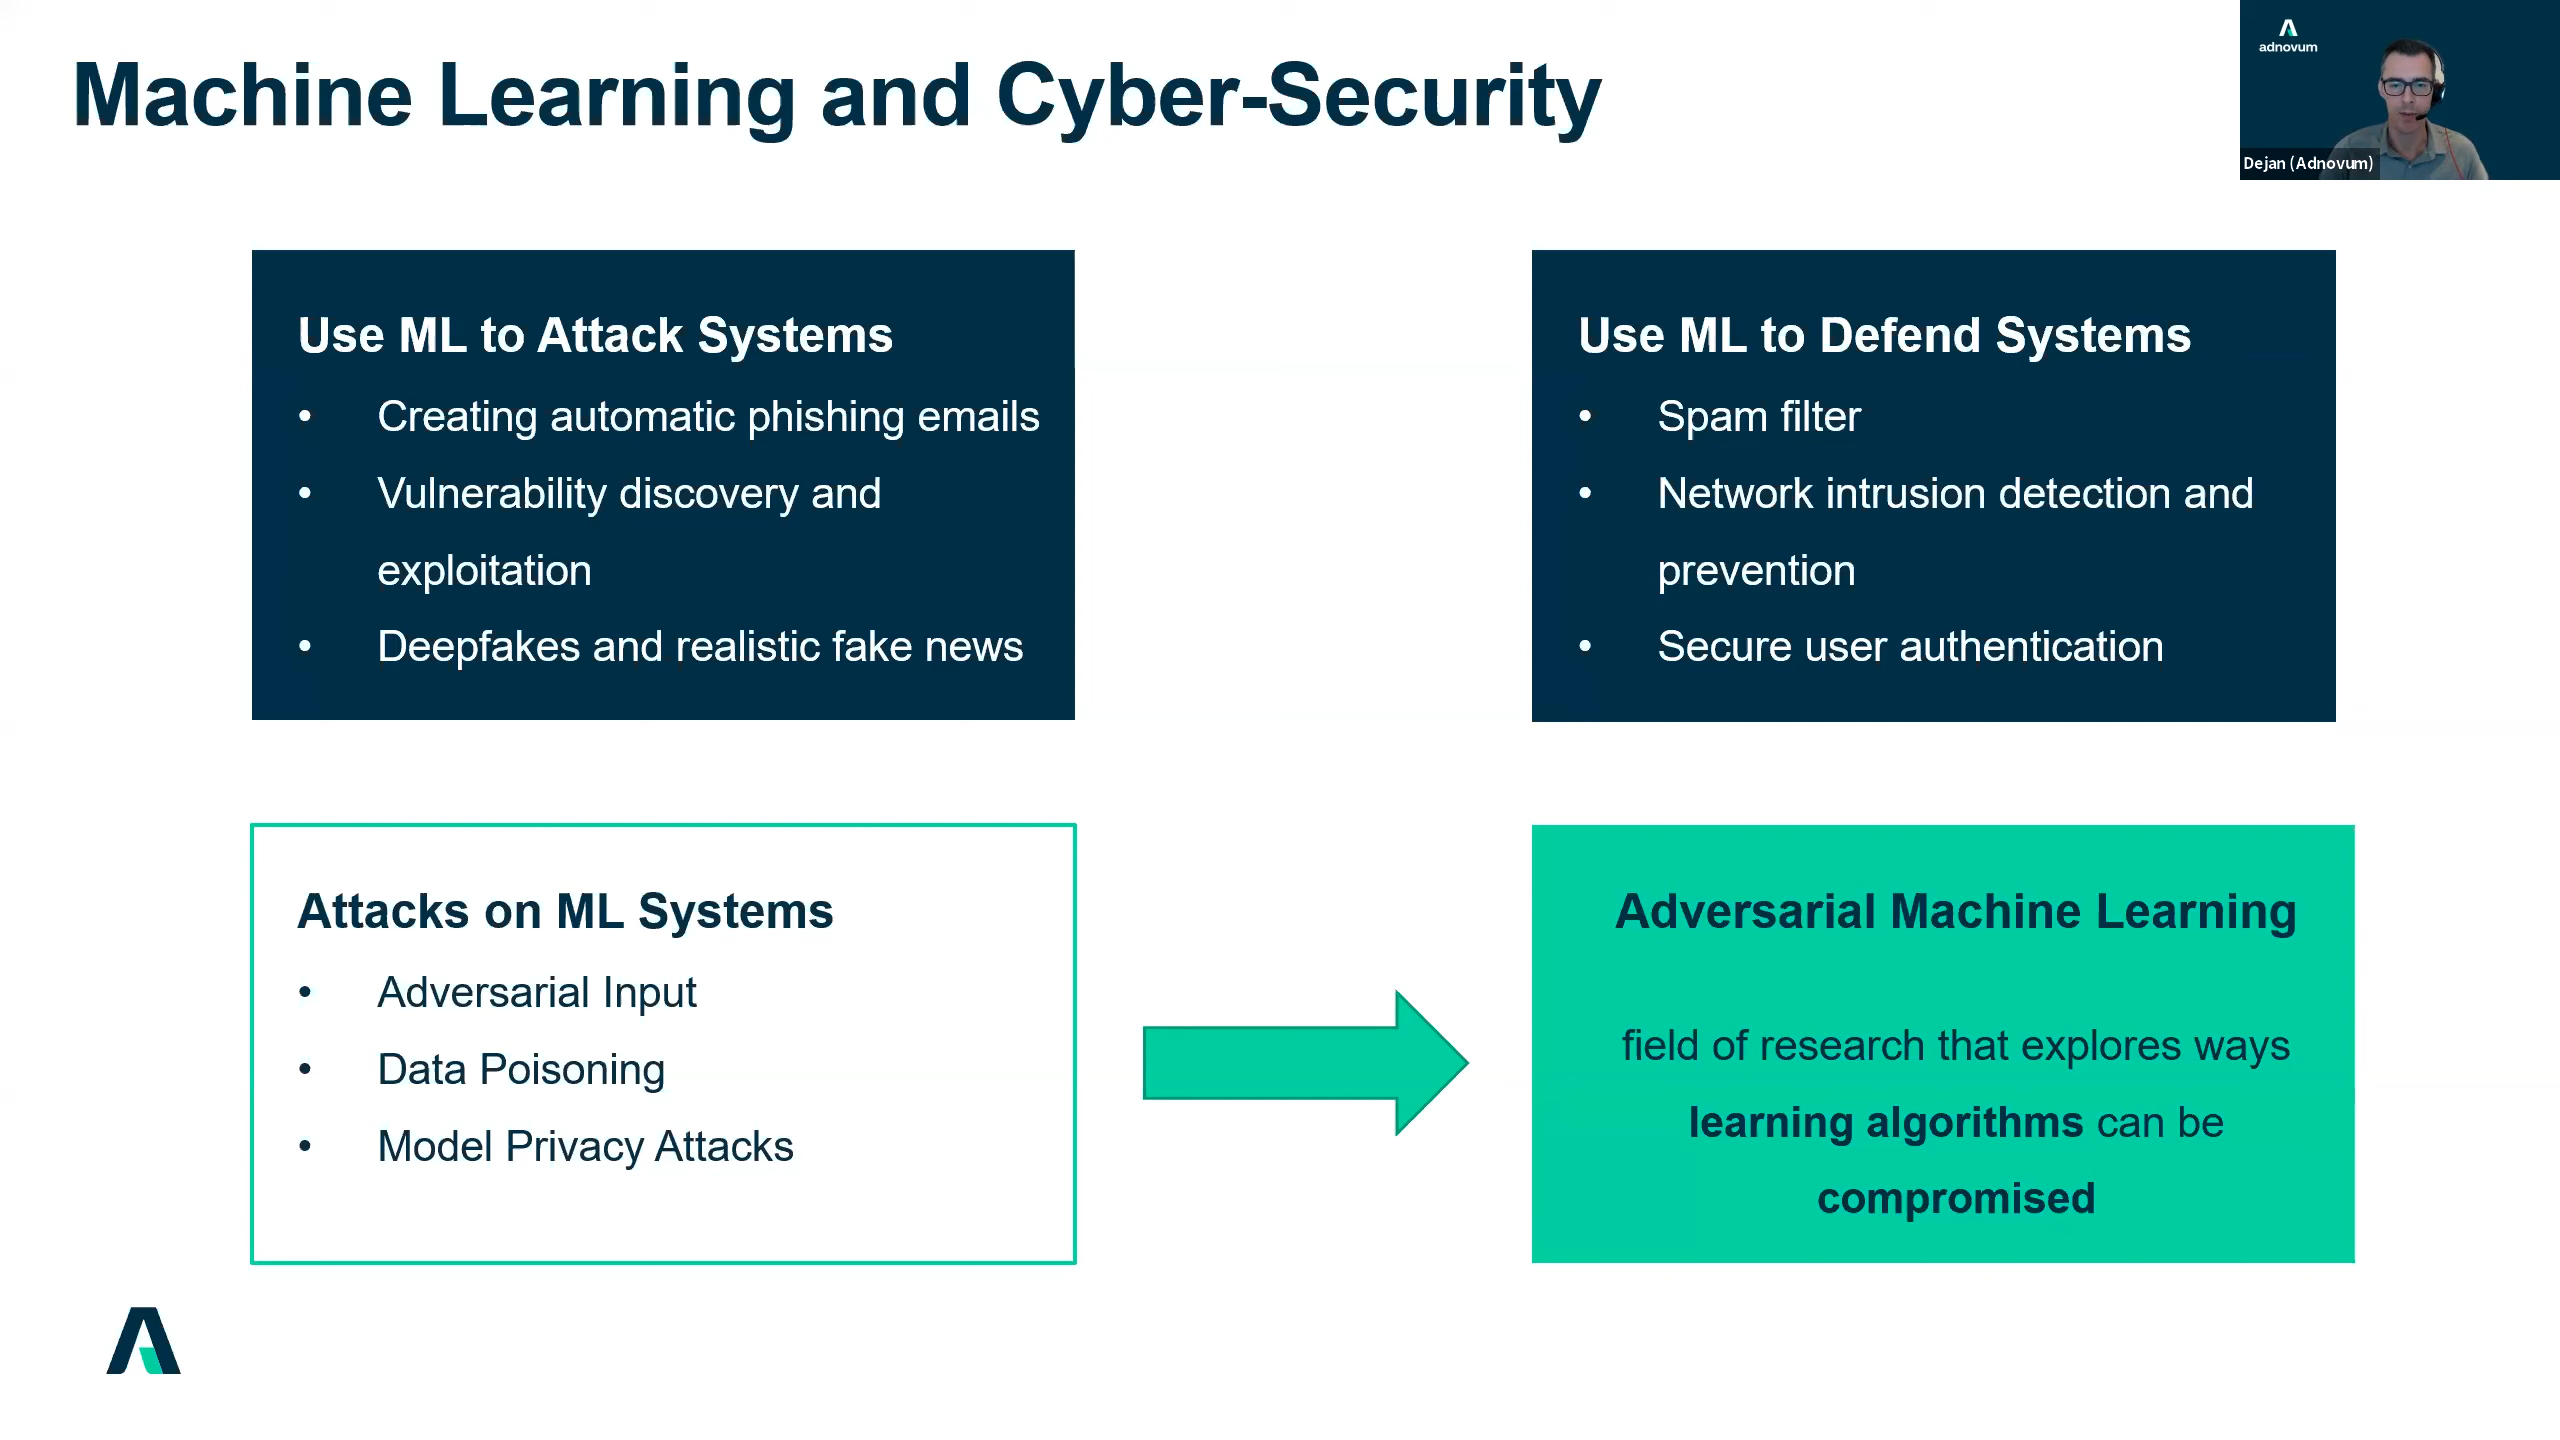 Machine Learning and Cyber-Security
adnovum
Dejan (Adnovum)
Use ML to Attack Systems
• Creating automatic phishing emails
• Vulnerability discovery and
exploitation
• Deepfakes and realistic fake news
Use ML to Defend Systems
• Spam filter
• Network intrusion detection and
prevention
• Secure user authentication
Attacks on ML Systems
• Adversarial Input
• Data Poisoning
• Model Privacy Attacks
Adversarial Machine Learning
field of research that explores ways
learning algorithms can be
compromised